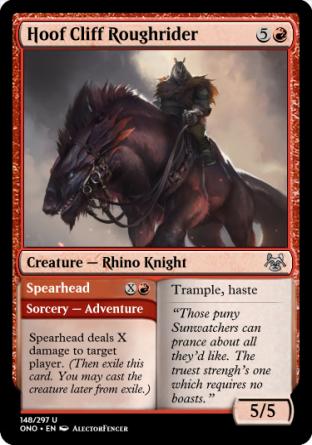 Hoof Cliff Roughrider 5
Creature — Rhino Knight
Spearhead X
Sorcery — Adventure
Spearhead deals X
damage to target
player. (Then exile
this card. You may cast
the creature later from
exile.)
Trample, haste
“Those puny
Sunwatchers can
prance about all
they'd like. The
truest strengh's one
which requires no
boasts.”
5/5
148/297 U
ONO • EN AlectorFencer